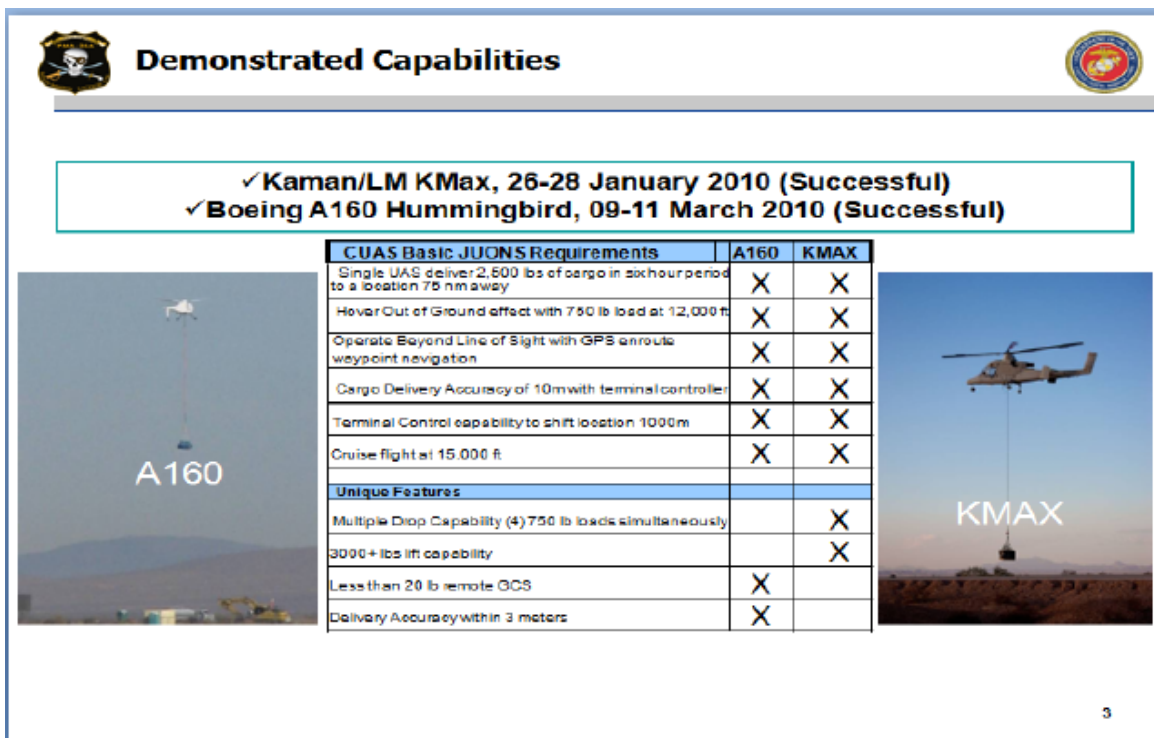 Demonstrated Capabilities
✓Kaman/LM KMax, 26-28 January 2010 (Successful)
✓Boeing A160 Hummingbird, 09-11 March 2010 (Successful)
CUAS Basic JUONS Requirements A160 KMAX
Single UAS deliver 2,500 lbs of cargo in six hour period
to a location 75 nm away X X
Hover Out of Ground effect with 750 lb load at 12,000 ft X X
Operate Beyond Line of Sight with GPS enroute
waypoint navigation X X
Cargo Delivery Accuracy of 10m with terminal controller X X
Terminal Control capability to shift location 1000m X X
Cruise flight at 15,000 ft X X
Unique Features
Multiple Drop Capability (4) 750 lb loads simultaneously X
3000+ lbs lift capability X
Less than 20 lb remote GCS X
Delivery Accuracy within 3 meters X
A160
KMAX
3